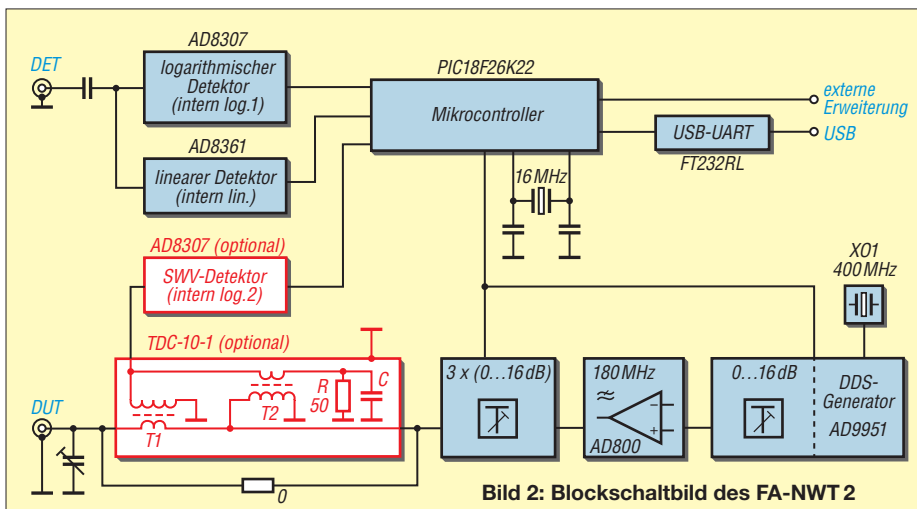 AD8307
DET
logarithmischer
Detektor
(intern log.1)
AD8361
linearer Detektor
(intern lin.)
PIC18F26K22
Mikrocontroller
externe
Erweiterung
USB
USB-UART
FT232RL
16 MHz
AD8307 (optional)
SWV-Detektor
(intern log.2)
XO1
400 MHz
TDC-10-1 (optional)
R
50
C
T2
T1
DUT
0
3 x (0...16 dB)
180 MHz
≈
−
+
AD800
0...16 dB
DDS-
Generator
AD9951
Bild 2: Blockschaltbild des FA-NWT 2